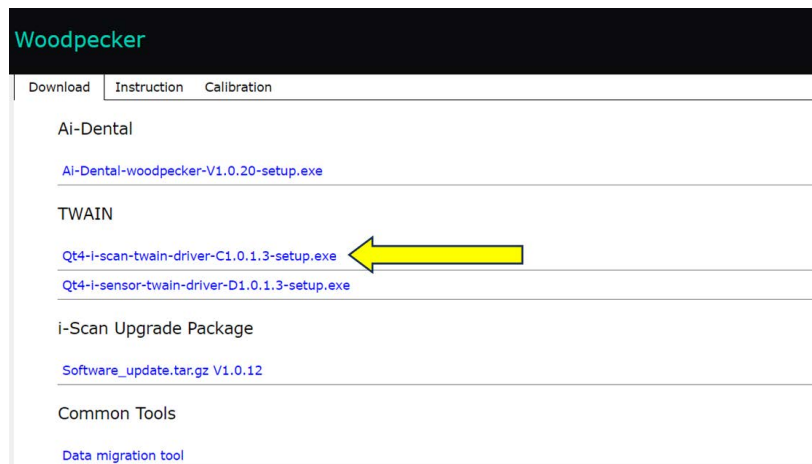 Woodpecker
Download Instruction Calibration
Ai-Dental
Ai-Dental-woodpecker-V1.0.20-setup.exe
TWAIN
Qt4-i-scan-twain-driver-C1.0.1.3-setup.exe
Qt4-i-sensor-twain-driver-D1.0.1.3-setup.exe
i-Scan Upgrade Package
Software_update.tar.gz V1.0.12
Common Tools
Data migration tool